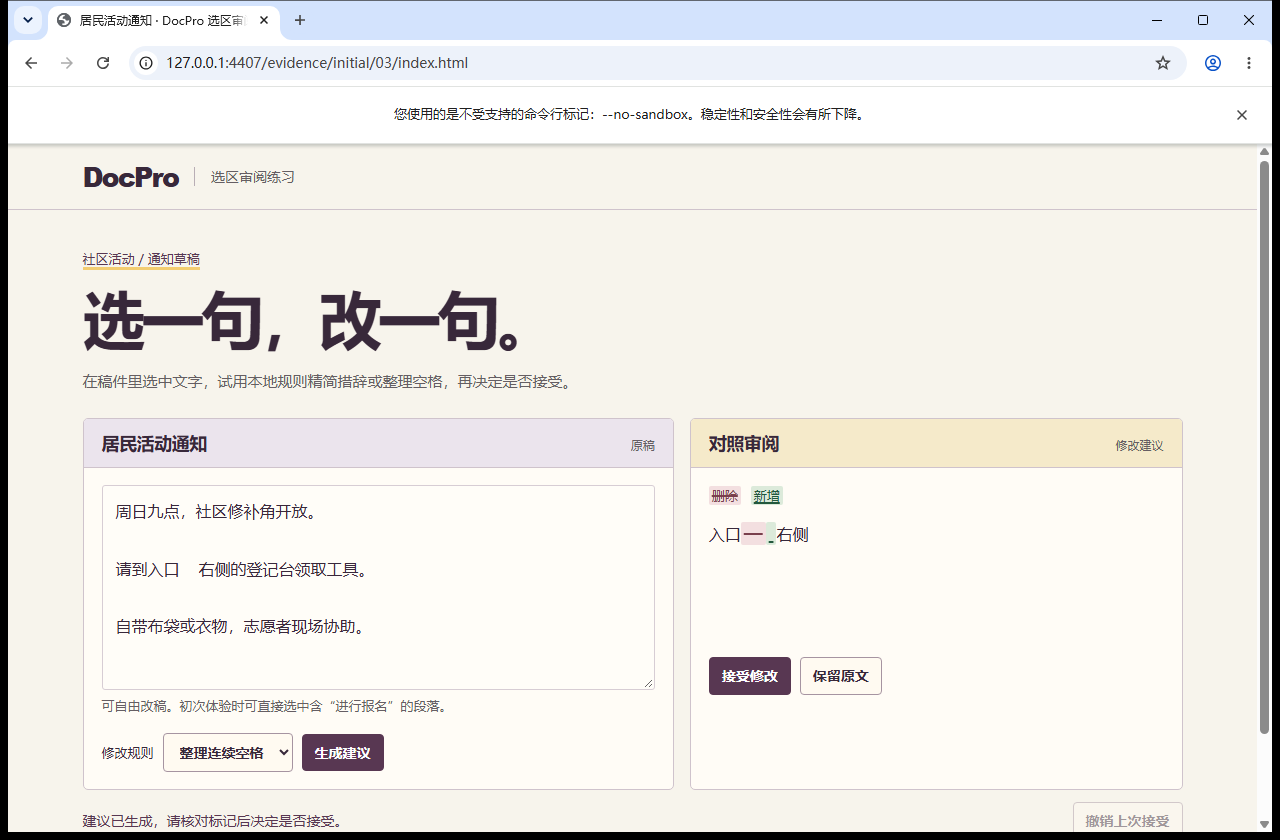 居民活动通知 · DocPro 选区审
127.0.0.1:4407/evidence/initial/03/index.html
您使用的是不受支持的命令行标记：--no-sandbox。稳定性和安全性会有所下降。
DocPro
选区审阅练习
社区活动 / 通知草稿
选一句，改一句。
在稿件里选中文字，试用本地规则精简措辞或整理空格，再决定是否接受。
居民活动通知
原稿
周日九点，社区修补角开放。
请到入口    右侧的登记台领取工具。
自带布袋或衣物，志愿者现场协助。
可自由改稿。初次体验时可直接选中含“进行报名”的段落。
修改规则
整理连续空格
生成建议
对照审阅
修改建议
删除 新增
入口     右侧
接受修改
保留原文
建议已生成，请核对标记后决定是否接受。
撤销上次接受